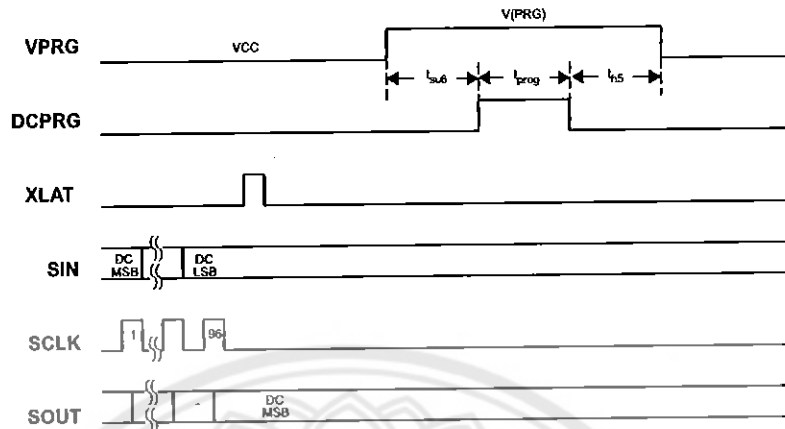 V(PRG)
VPRG
VCC
tsu6 tprog th5
DCPRG
XLAT
SIN
DC MSB
DC LSB
SCLK
1
96
SOUT
DC MSB